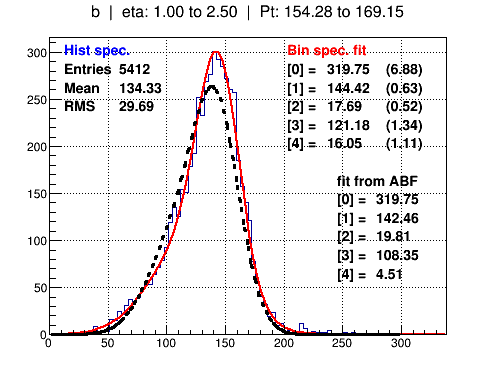 b | eta: 1.00 to 2.50 | Pt: 154.28 to 169.15
Hist spec.
Entries 5412
Mean 134.33
RMS 29.69
Bin spec. fit
[0] = 319.75 (6.88)
[1] = 144.42 (0.63)
[2] = 17.69 (0.52)
[3] = 121.18 (1.34)
[4] = 16.05 (1.11)
fit from ABF
[0] = 319.75
[1] = 142.46
[2] = 19.81
[3] = 108.35
[4] = 4.51
300
250
200
150
100
50
0
0 50 100 150 200 250 300